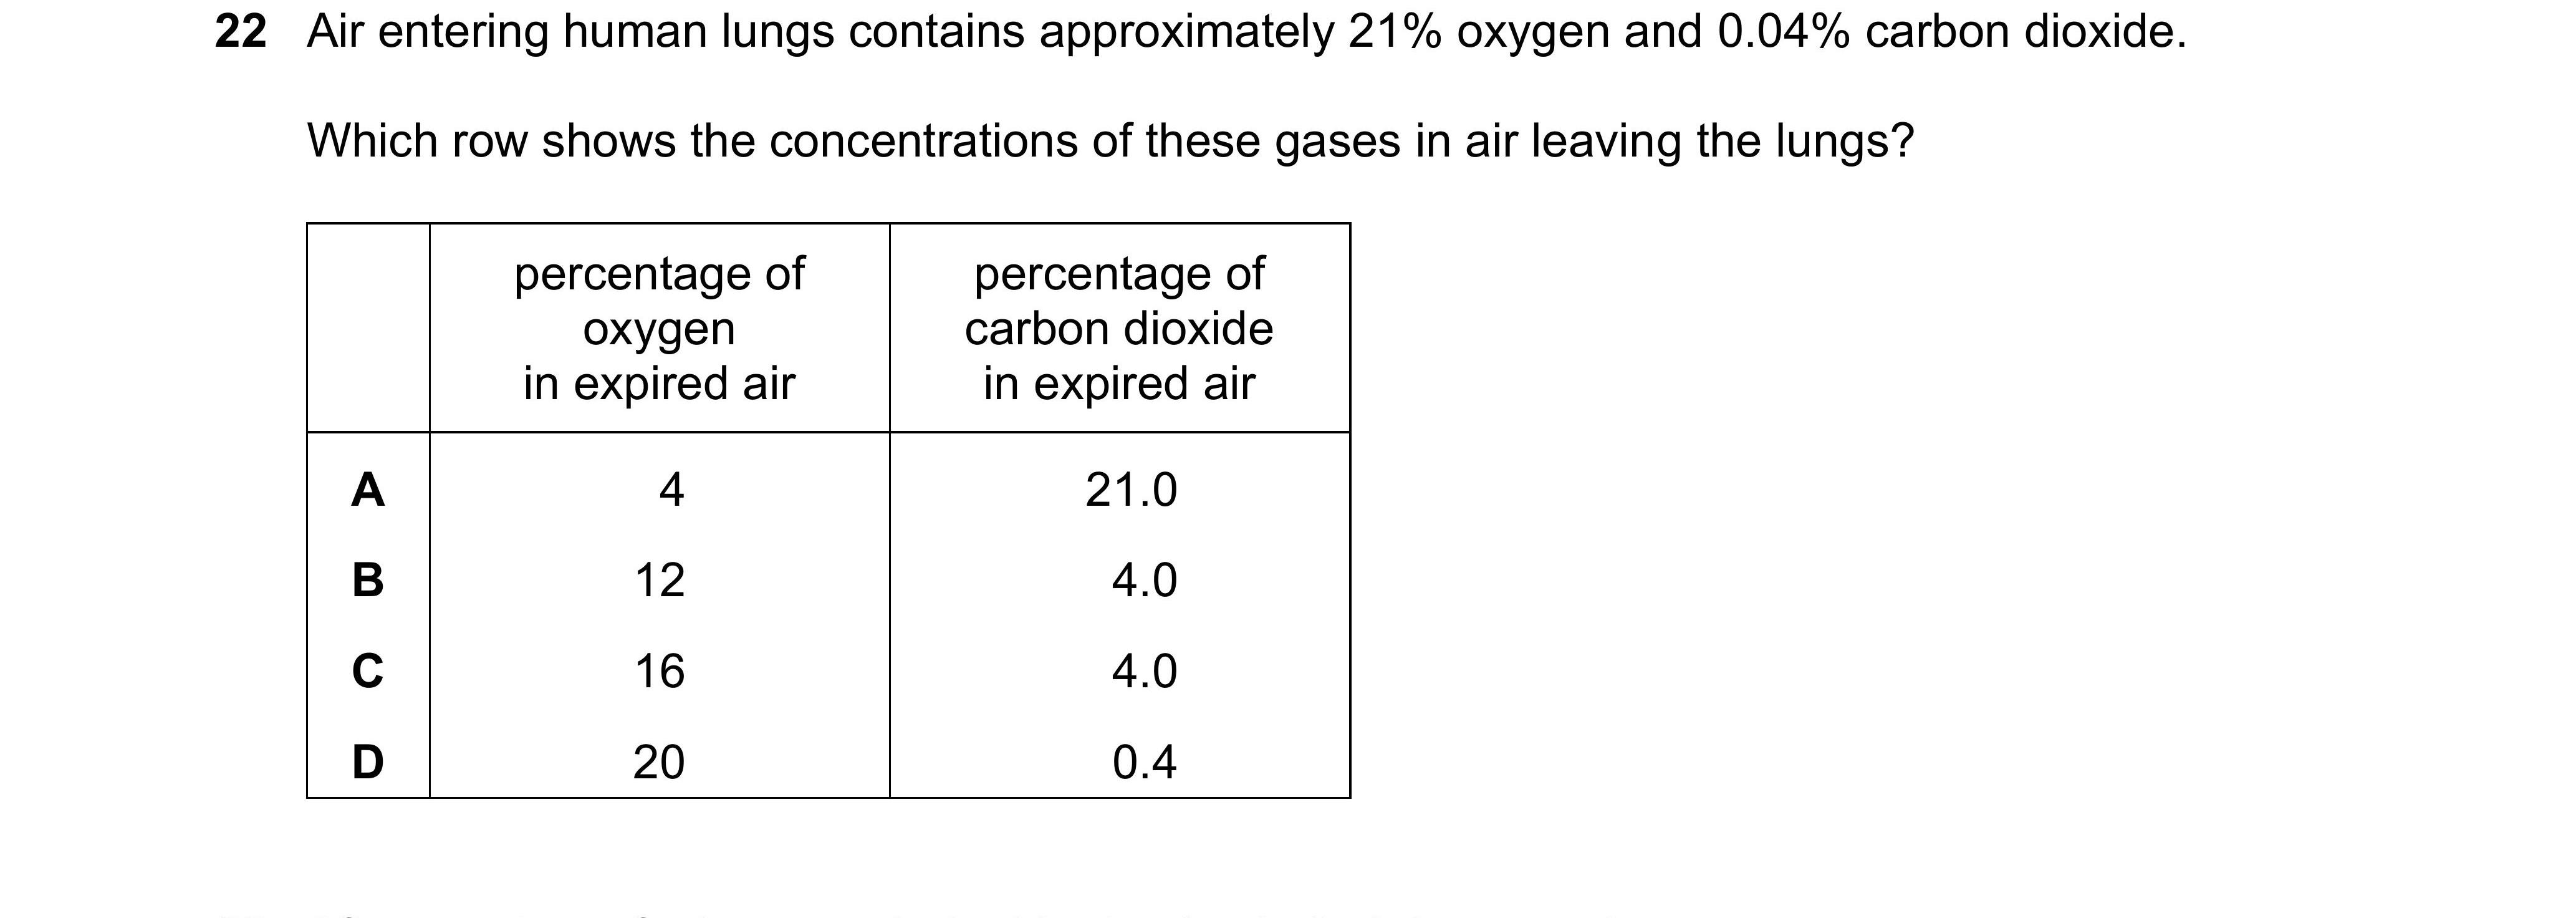 22 Air entering human lungs contains approximately 21% oxygen and 0.04% carbon dioxide.
Which row shows the concentrations of these gases in air leaving the lungs?
percentage of oxygen in expired air percentage of carbon dioxide in expired air
A 4 21.0
B 12 4.0
C 16 4.0
D 20 0.4